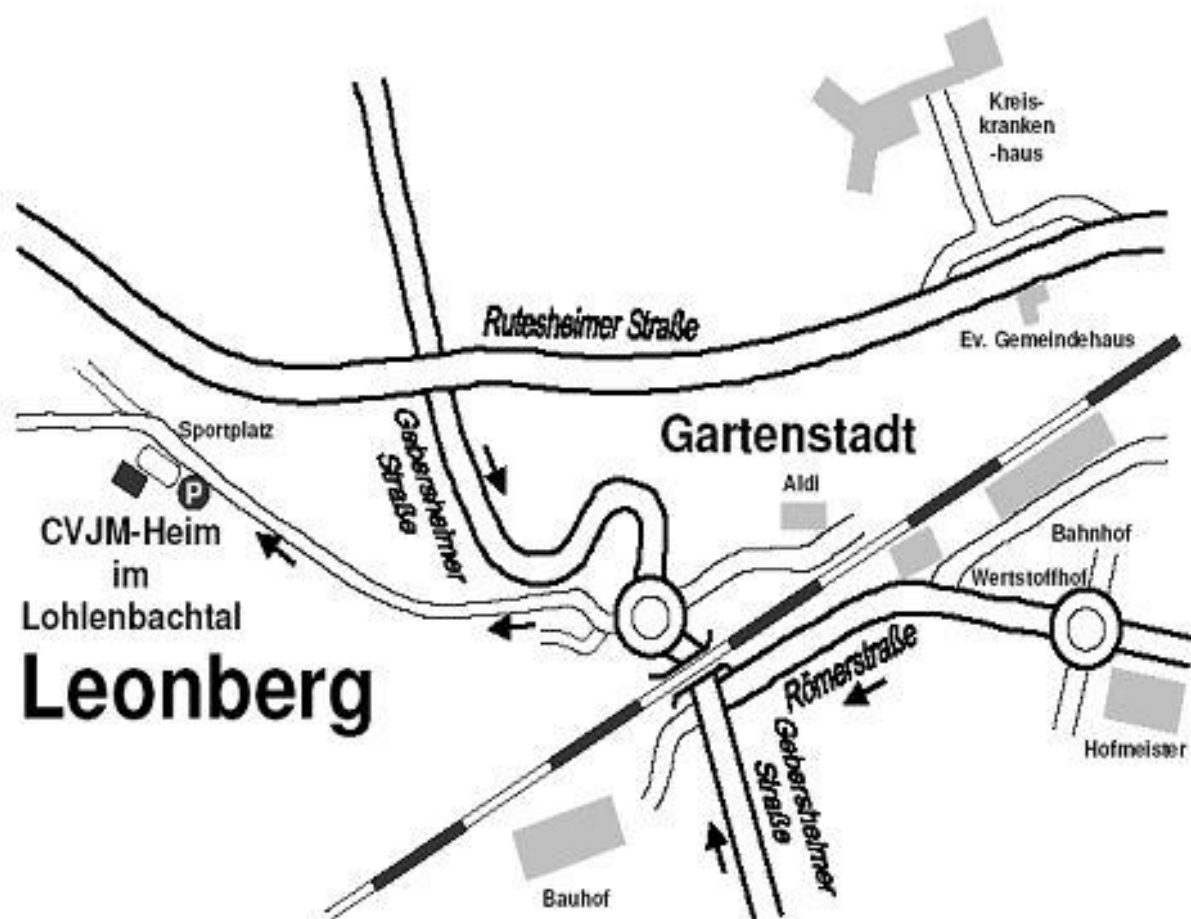 Kreis-
kranken
-haus
Rutesheimer Straße
Ev. Gemeindehaus
Gebersheimer
Straße
Sportplatz
Gartenstadt
Aldi
P
CVJM-Heim
im
Lohlenbachtal
Bahnhof
Wertstoffhof
Leonberg
Römerstraße
Gebersheimer
Straße
Hofmeister
Bauhof